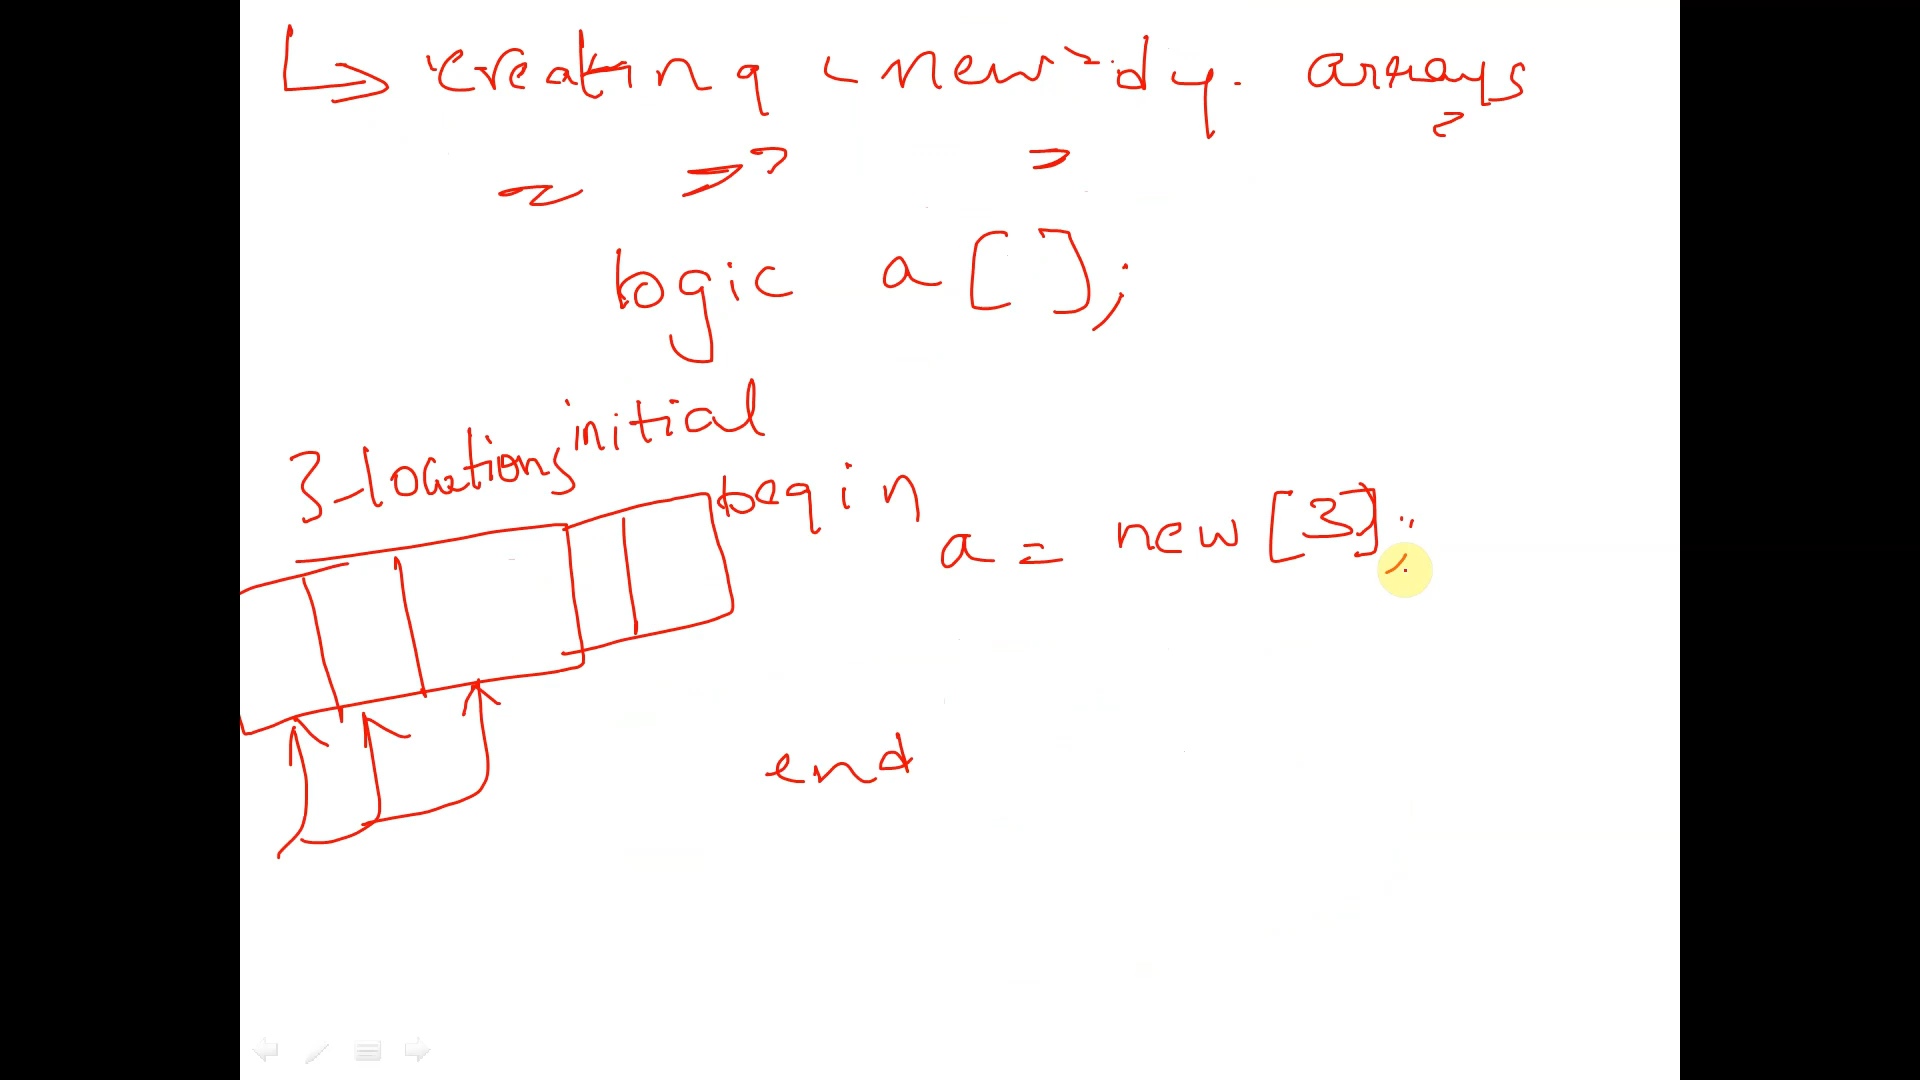 creating new dy. arrays
logic a[];
initial
3-locations
begin
a = new[3];
end